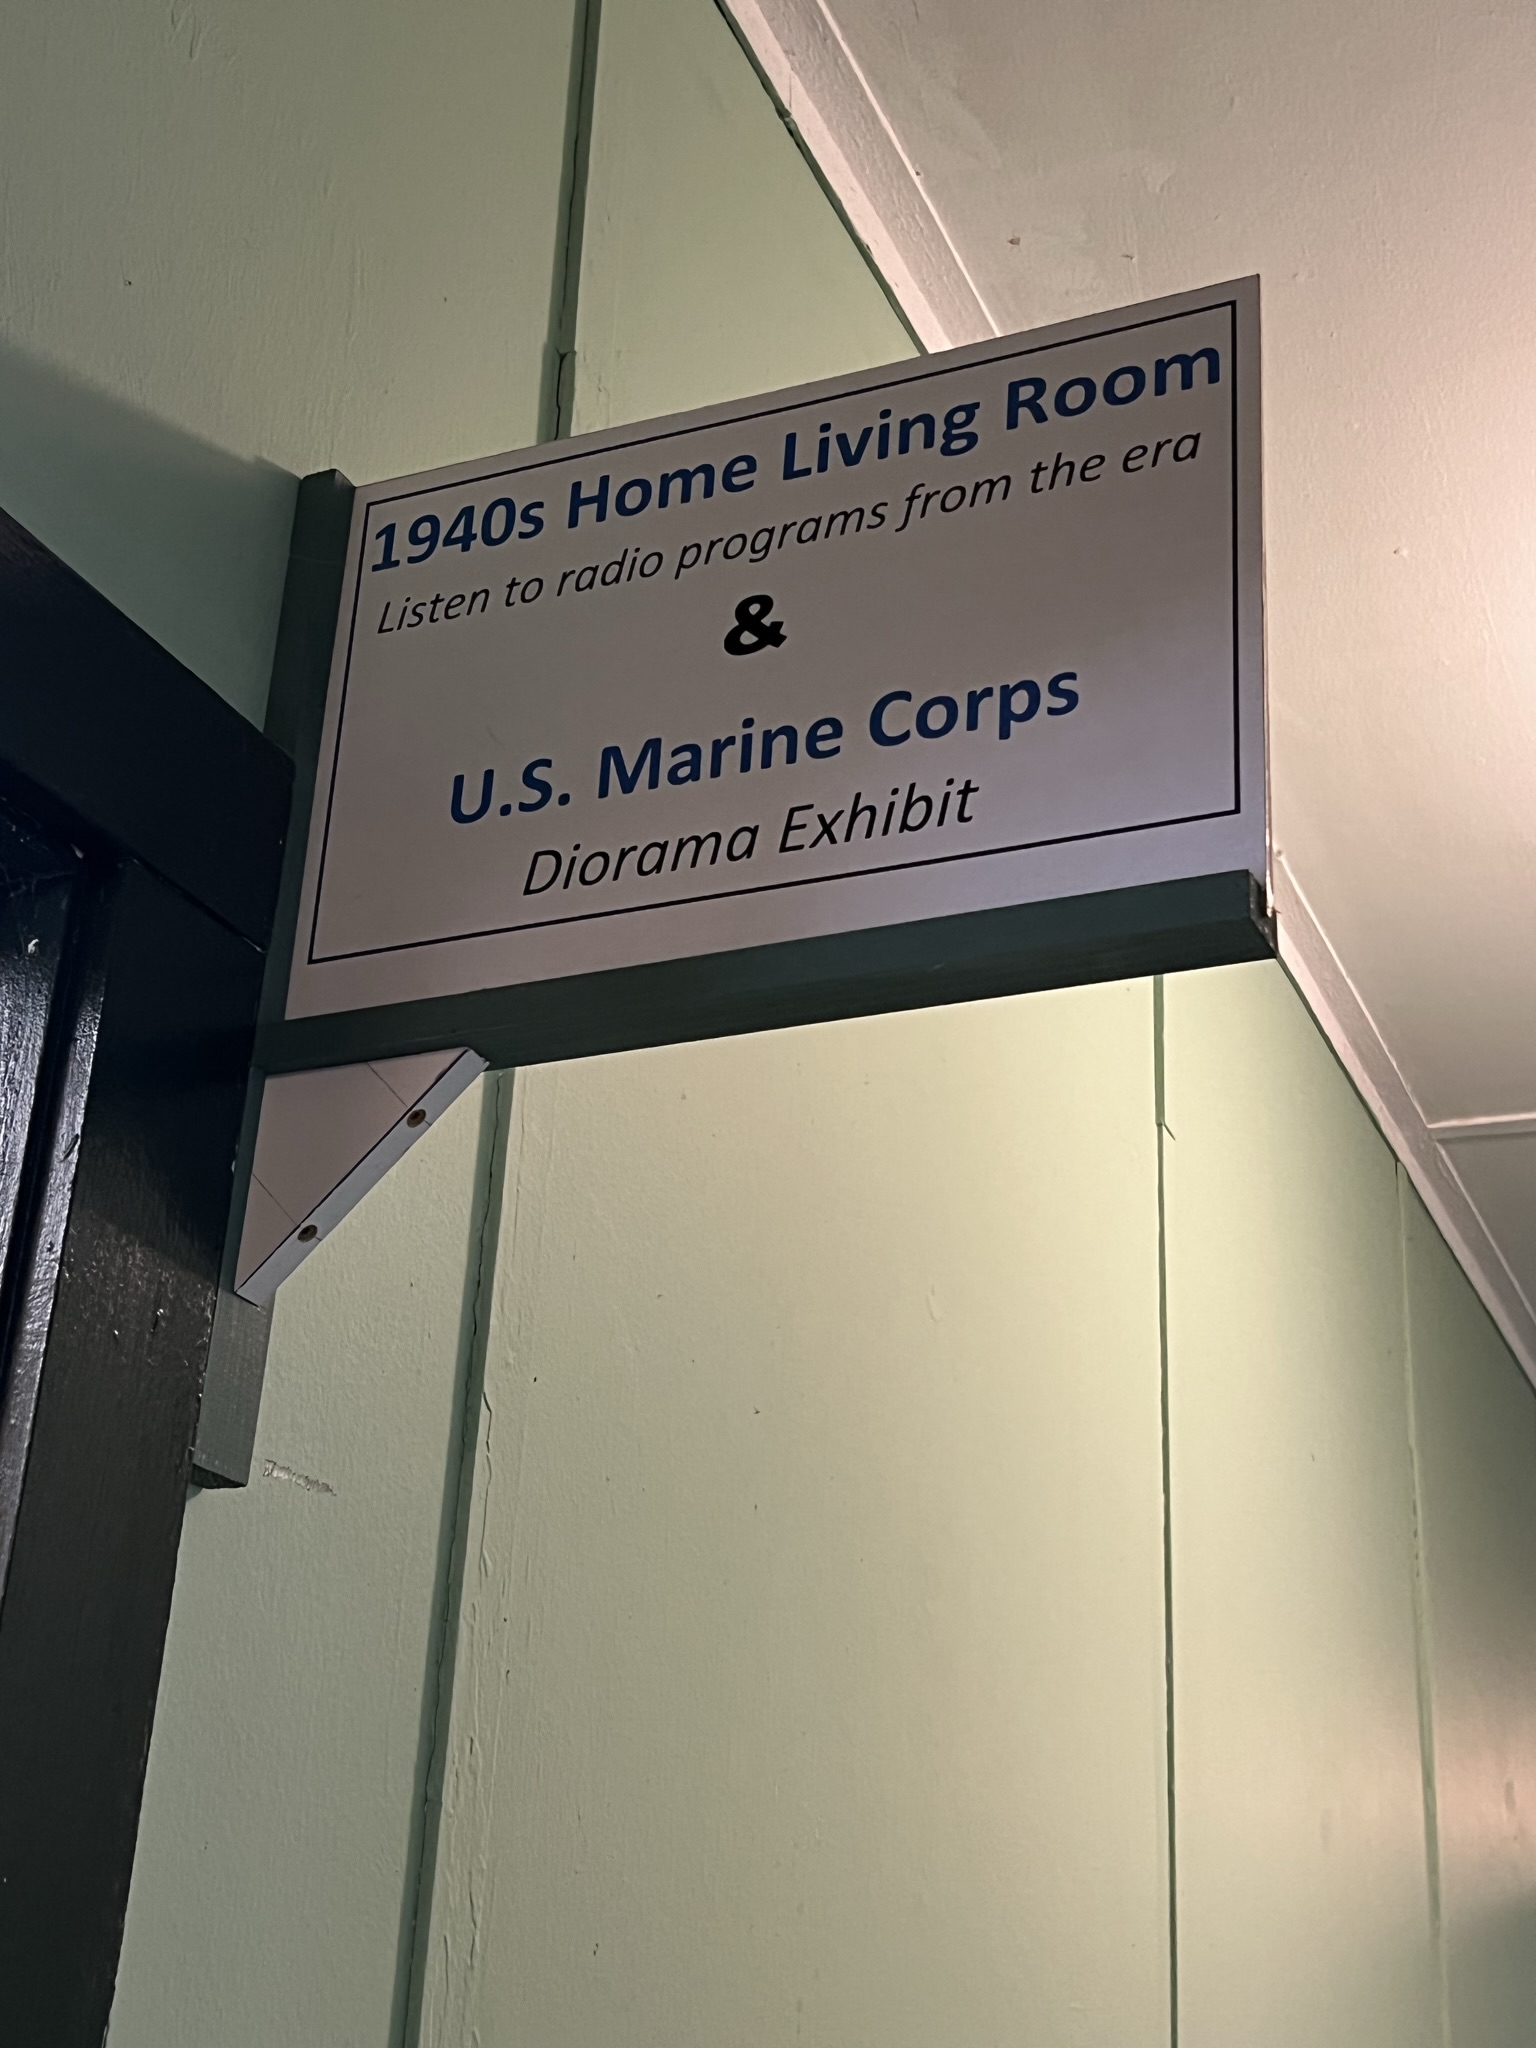 1940s Home Living Room
Listen to radio programs from the era
&
U.S. Marine Corps
Diorama Exhibit